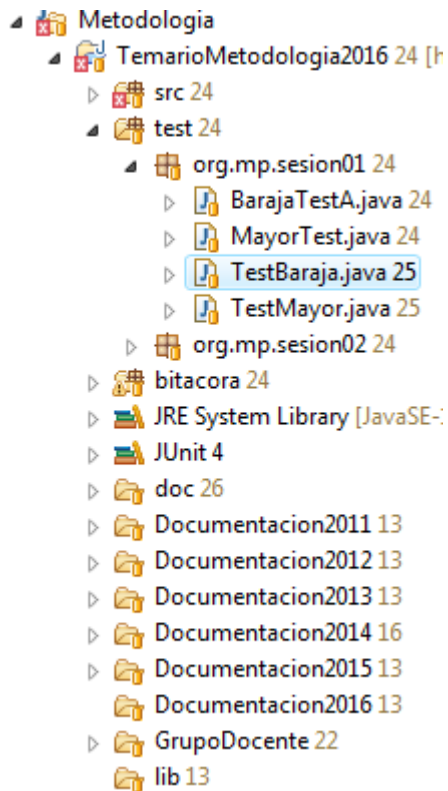 Metodologia
TemarioMetodologia2016 24 [h
src 24
test 24
org.mp.sesion01 24
BarajaTestA.java 24
MayorTest.java 24
TestBaraja.java 25
TestMayor.java 25
org.mp.sesion02 24
bitacora 24
JRE System Library [JavaSE-
JUnit 4
doc 26
Documentacion2011 13
Documentacion2012 13
Documentacion2013 13
Documentacion2014 16
Documentacion2015 13
Documentacion2016 13
GrupoDocente 22
lib 13